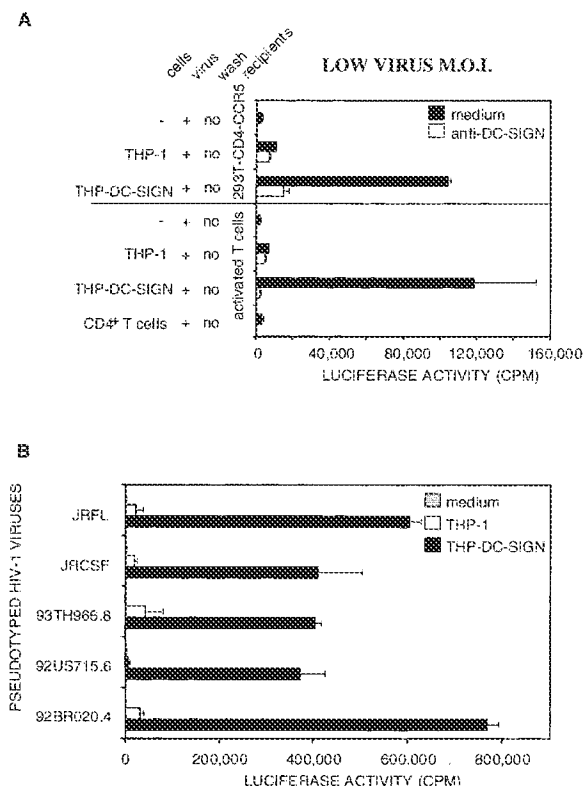 A
cells virus wash recipients
LOW VIRUS M.O.I.
293T-CD4-CCR5
medium
anti-DC-SIGN
- + no
THP-1 + no
THP-DC-SIGN + no
activated T cells
- + no
THP-1 + no
THP-DC-SIGN + no
CD4+ T cells + no
0 40,000 80,000 120,000 160,000
LUCIFERASE ACTIVITY (CPM)
B
PSEUDOTYPED HIV-1 VIRUSES
medium
THP-1
THP-DC-SIGN
JRFL
JRCSF
93TH966.8
92US715.6
92BR020.4
0 200,000 400,000 600,000 800,000
LUCIFERASE ACTIVITY (CPM)